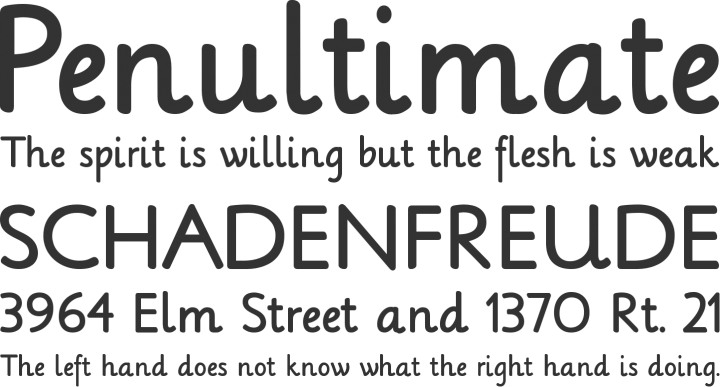 Penultimate
The spirit is willing but the flesh is weak
SCHADENFREUDE
3964 Elm Street and 1370 Rt. 21
The left hand does not know what the right hand is doing.